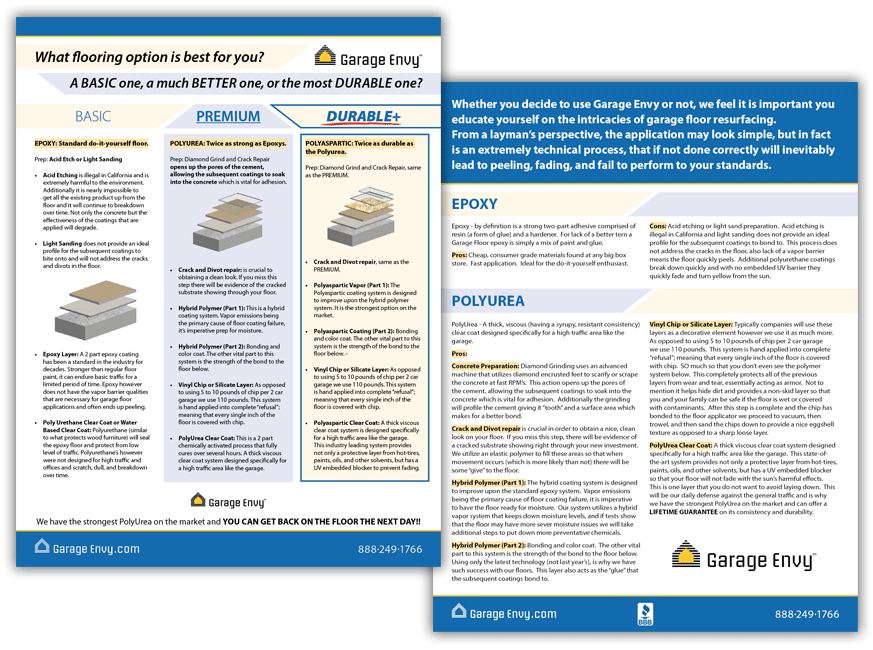 What flooring option is best for you?
Garage Envy™
A BASIC one, a much BETTER one, or the most DURABLE one?
BASIC
PREMIUM
DURABLE+
EPOXY: Standard do-it-yourself floor.
Prep: Acid Etch or Light Sanding
• Acid Etching is illegal in California and is
extremely harmful to the environment.
Additionally it is nearly impossible to
get all the existing product up from the
floor and it will continue to breakdown
over time. Not only the concrete but the
effectiveness of the coatings that are
applied will degrade.
• Light Sanding does not provide an ideal
profile for the subsequent coatings to
bite onto and will not address the cracks
and divots in the floor.
• Epoxy Layer: A 2 part epoxy coating
has been a standard in the industry for
decades. Stronger than regular floor
paint, it can endure basic traffic for a
limited period of time. Epoxy however
does not have the vapor barrier qualities
that are necessary for garage floor
applications and often ends up peeling.
• Poly Urethane Clear Coat or Water
Based Clear Coat: Polyurethane (similar
to what protects wood furniture) will seal
the epoxy floor and protect from low
level of traffic. Polyurethane's however
were not designed for high traffic and
offices and scratch, dull, and breakdown
over time.
POLYUREA: Twice as strong as Epoxys.
Prep: Diamond Grind and Crack Repair
opens up the pores of the cement,
allowing the subsequent coatings to soak
into the concrete which is vital for adhesion.
• Crack and Divot repair: is crucial to
obtaining a clean look. If you miss this
step there will be evidence of the cracked
substrate showing through your floor.
• Hybrid Polymer (Part 1): This is a hybrid
coating system. Vapor emissions being
the primary cause of floor coating failure,
it's imperative prep for moisture.
• Hybrid Polymer (Part 2): Bonding and
color coat. The other vital part to this
system is the strength of the bond to the
floor below.
• Vinyl Chip or Silicate Layer: As opposed
to using 5 to 10 pounds of chip per 2 car
garage we use 110 pounds. This system
is hand applied into complete "refusal";
meaning that every single inch of the
floor is covered with chip.
• PolyUrea Clear Coat: This is a 2 part
chemically activated process that fully
cures over several hours. A thick viscous
clear coat system designed specifically for
a high traffic area like the garage.
POLYASPARTIC: Twice as durable as
the Polyurea.
Prep: Diamond Grind and Crack Repair, same
as the PREMIUM.
• Crack and Divot repair, same as the
PREMIUM.
• Polyaspartic Vapor (Part 1): The
Polyaspartic coating system is designed
to improve upon the hybrid polymer
system. It is the strongest option on the
market.
• Polyaspartic Coating (Part 2): Bonding
and color coat. The other vital part to this
system is the strength of the bond to the
floor below. -
• Vinyl Chip or Silicate Layer: As opposed
to using 5 to 10 pounds of chip per 2 car
garage we use 110 pounds. This system
is hand applied into complete "refusal";
meaning that every single inch of the
floor is covered with chip.
• Polyaspartic Clear Coat: A thick viscous
clear coat system designed specifically
for a high traffic area like the garage.
This industry leading system provides
not only a protective layer from hot-tires,
paints, oils, and other solvents, but has a
UV embedded blocker to prevent fading.
Garage Envy™
We have the strongest PolyUrea on the market and YOU CAN GET BACK ON THE FLOOR THE NEXT DAY!!
Garage Envy.com
888·249·1766
Whether you decide to use Garage Envy or not, we feel it is important you
educate yourself on the intricacies of garage floor resurfacing.
From a layman's perspective, the application may look simple, but in fact
is an extremely technical process, that if not done correctly will inevitably
lead to peeling, fading, and fail to perform to your standards.
EPOXY
Epoxy - by definition is a strong two-part adhesive comprised of
resin (a form of glue) and a hardener. For lack of a better tern a
Garage Floor epoxy is simply a mix of paint and glue.
Pros: Cheap, consumer grade materials found at any big box
store. Fast application. Ideal for the do-it-yourself enthusiast.
Cons: Acid etching or light sand preparation. Acid etching is
illegal in California and light sanding does not provide an ideal
profile for the subsequent coatings to bond to. This process does
not address the cracks in the floor, also lack of a vapor barrier
means the floor quickly peels. Additional polyurethane coatings
break down quickly and with no embedded UV barrier they
quickly fade and turn yellow from the sun.
POLYUREA
PolyUrea - A thick, viscous (having a syrupy, resistant consistency)
clear coat designed specifically for a high traffic area like the
garage.
Pros:
Concrete Preparation: Diamond Grinding uses an advanced
machine that utilizes diamond encrusted feet to scarify or scrape
the concrete at fast RPM's. This action opens up the pores of
the cement, allowing the subsequent coatings to soak into the
concrete which is vital for adhesion. Additionally the grinding
will profile the cement giving it "tooth" and a surface area which
makes for a better bond.
Crack and Divot repair is crucial in order to obtain a nice, clean
look on your floor. If you miss this step, there will be evidence of
a cracked substrate showing right through your new investment.
We utilize an elastic polymer to fill these areas so that when
movement occurs (which is more likely than not) there will be
some "give" to the floor.
Hybrid Polymer (Part 1): The hybrid coating system is designed
to improve upon the standard epoxy system. Vapor emissions
being the primary cause of floor coating failure, it is imperative
to have the floor ready for moisture. Our system utilizes a hybrid
vapor system that keeps down moisture levels, and if tests show
that the floor may have more sever moisture issues we will take
additional steps to put down more preventative chemicals.
Hybrid Polymer (Part 2): Bonding and color coat. The other vital
part to this system is the strength of the bond to the floor below.
Using only the latest technology (not last year's), is why we have
such success with our floors. This layer also acts as the "glue" that
the subsequent coatings bond to.
Vinyl Chip or Silicate Layer: Typically companies will use these
layers as a decorative element however we use it as much more.
As opposed to using 5 to 10 pounds of chip per 2 car garage
we use 110 pounds. This system is hand applied into complete
"refusal"; meaning that every single inch of the floor is covered
with chip. SO much so that you don't even see the polymer
system below. This completely protects all of the previous
layers from wear and tear, essentially acting as armor. Not to
mention it helps hide dirt and provides a non-skid layer so that
you and your family can be safe if the floor is wet or covered
with contaminants. After this step is complete and the chip has
bonded to the floor applicator we proceed to vacuum, then
trowel, and then sand the chips down to provide a nice eggshell
texture as opposed to a sharp loose layer.
PolyUrea Clear Coat: A thick viscous clear coat system designed
specifically for a high traffic area like the garage. This state-of-
the-art system provides not only a protective layer from hot-tires,
paints, oils, and other solvents, but has a UV embedded blocker
so that your floor will not fade with the sun's harmful effects.
This is one layer that you do not want to avoid laying down. This
will be our daily defense against the general traffic and is why
we have the strongest PolyUrea on the market and can offer a
LIFETIME GUARANTEE on its consistency and durability.
Garage Envy™
Garage Envy.com
BBB
888·249·1766